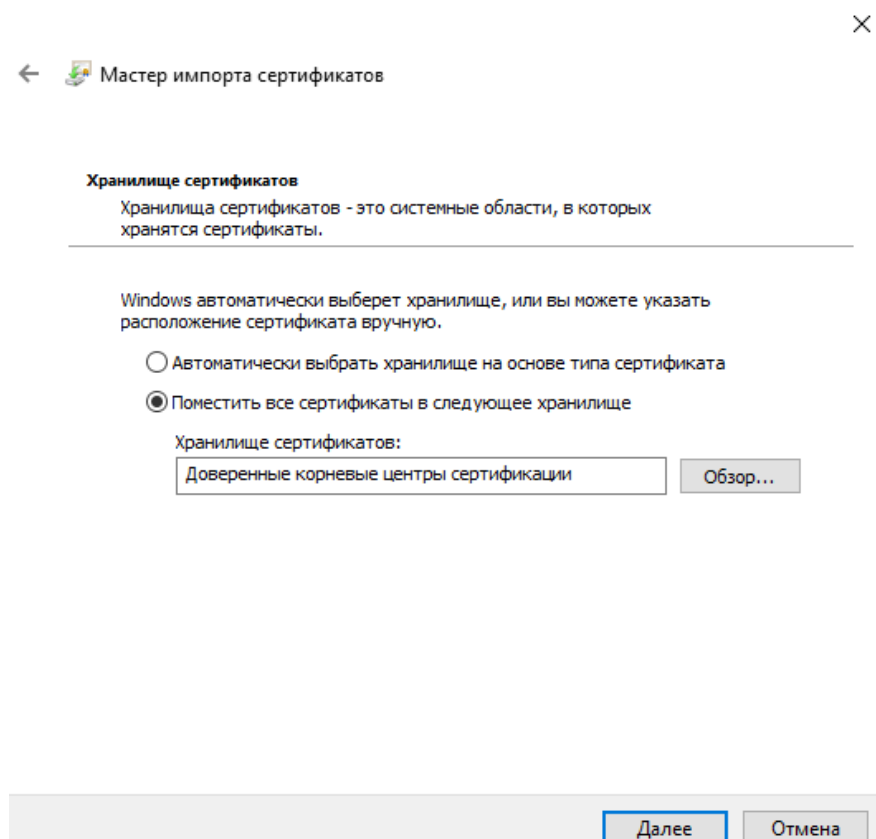 Мастер импорта сертификатов
Хранилище сертификатов
Хранилища сертификатов - это системные области, в которых
хранятся сертификаты.
Windows автоматически выберет хранилище, или вы можете указать
расположение сертификата вручную.
Автоматически выбрать хранилище на основе типа сертификата
Поместить все сертификаты в следующее хранилище
Хранилище сертификатов:
Доверенные корневые центры сертификации
Обзор...
Далее
Отмена